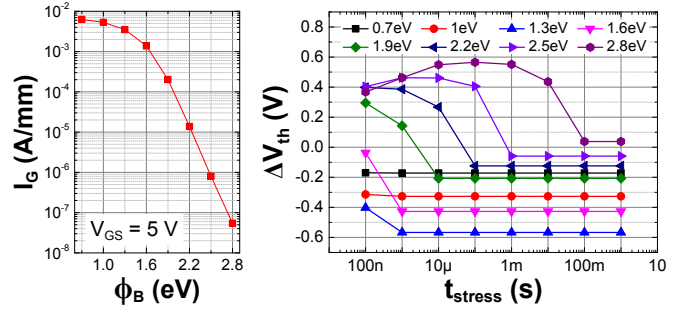 I_G (A/mm)
10^-2
10^-3
10^-4
10^-5
10^-6
10^-7
10^-8
V_GS = 5 V
1.0 1.6 2.2 2.8
ϕ_B (eV)
0.7eV 1eV 1.3eV 1.6eV
1.9eV 2.2eV 2.5eV 2.8eV
ΔV_th (V)
0.6
0.4
0.2
0.0
-0.2
-0.4
-0.6
100n 10µ 1m 100m 10
t_stress (s)